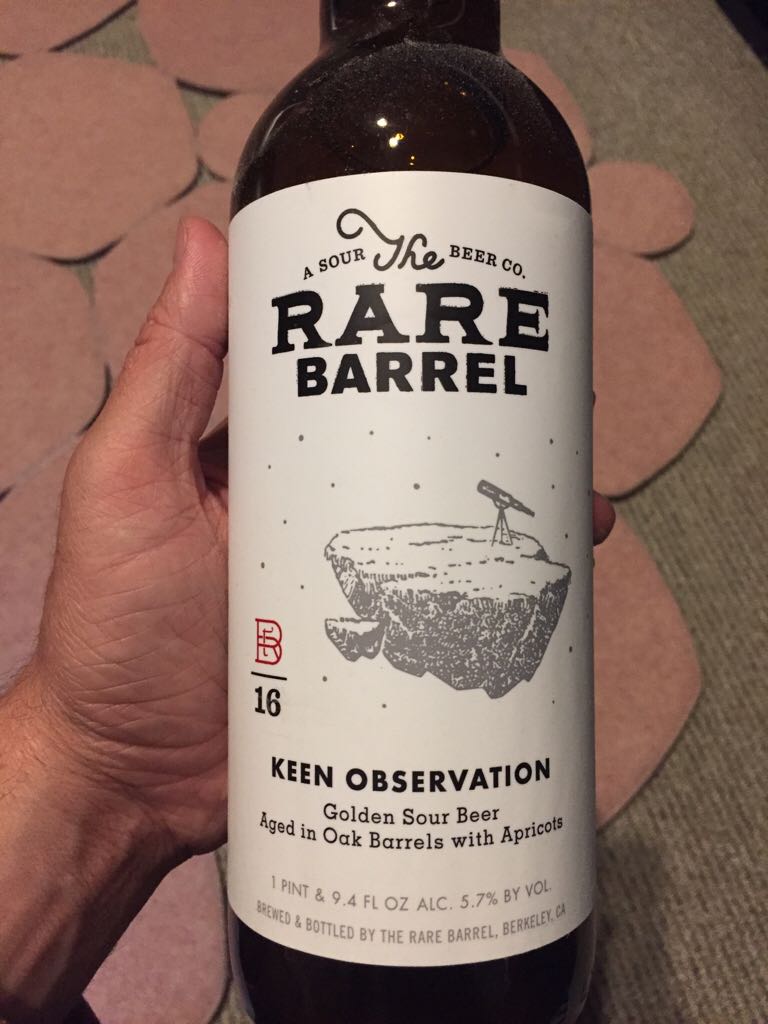 A SOUR The BEER CO.
RARE
BARREL
RB
16
KEEN OBSERVATION
Golden Sour Beer
Aged in Oak Barrels with Apricots
1 PINT & 9.4 FL OZ ALC. 5.7% BY VOL.
BREWED & BOTTLED BY THE RARE BARREL, BERKELEY, CA